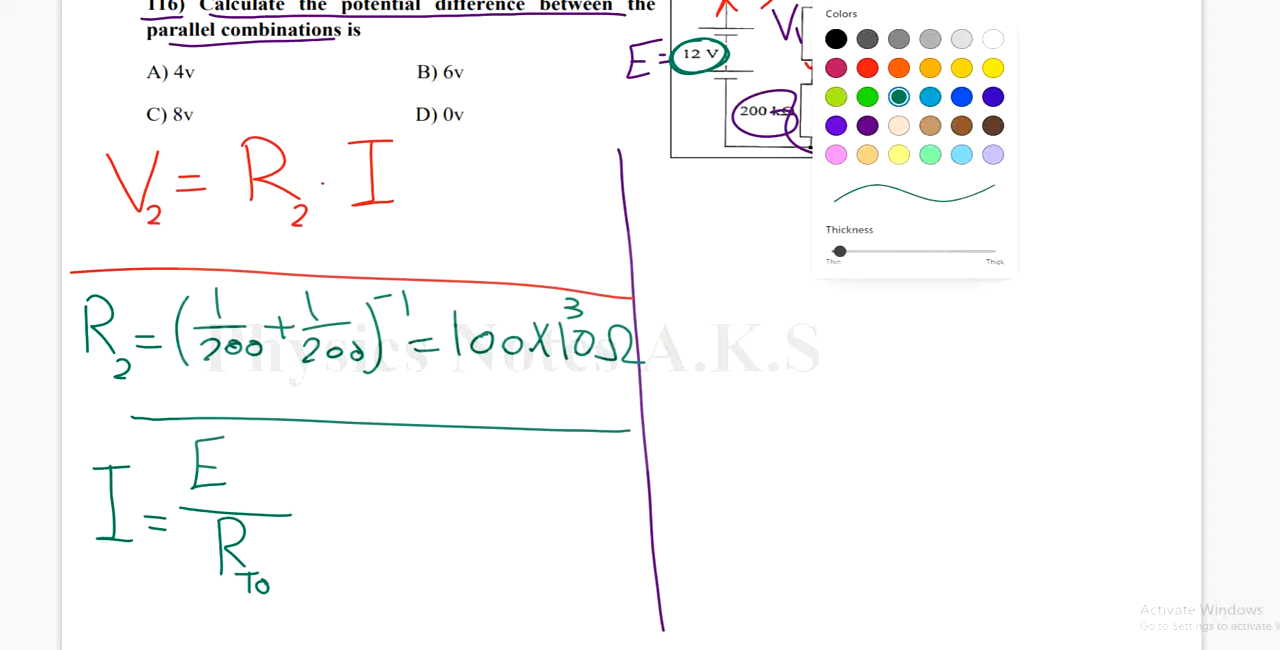 116) Calculate the potential difference between the
parallel combinations is
A) 4v
B) 6v
C) 8v
D) 0v
E = 12 V
200 kΩ
V₂ = R₂ . I
R₂ = (1/200 + 1/200)⁻¹ = 100×10³Ω
I = E/R_TO
Physics Notes A.K.S
Colors
Thickness
Thin
Thick
Activate Windows
Go to Settings to activate W